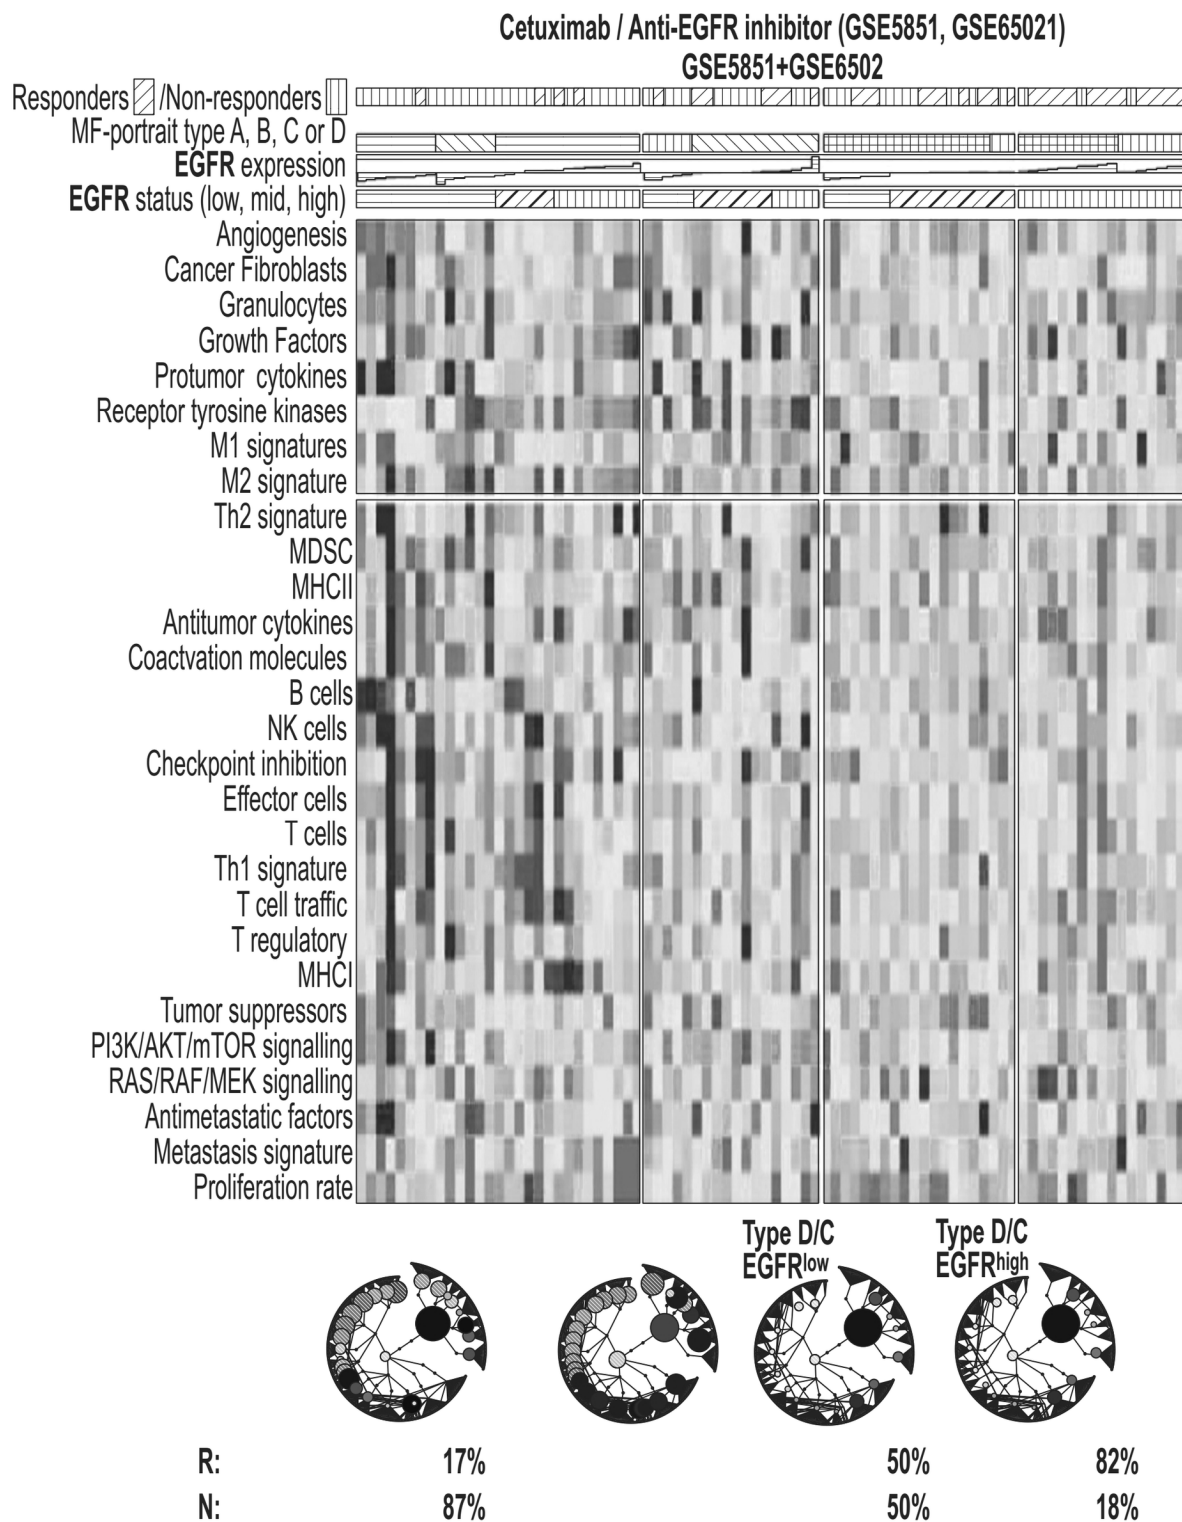 Cetuximab / Anti-EGFR inhibitor (GSE5851, GSE65021)
GSE5851+GSE6502
Responders /Non-responders
MF-portrait type A, B, C or D
EGFR expression
EGFR status (low, mid, high)
Angiogenesis
Cancer Fibroblasts
Granulocytes
Growth Factors
Protumor cytokines
Receptor tyrosine kinases
M1 signatures
M2 signature
Th2 signature
MDSC
MHCII
Antitumor cytokines
Coactvation molecules
B cells
NK cells
Checkpoint inhibition
Effector cells
T cells
Th1 signature
T cell traffic
T regulatory
MHCI
Tumor suppressors
PI3K/AKT/mTOR signalling
RAS/RAF/MEK signalling
Antimetastatic factors
Metastasis signature
Proliferation rate
Type D/C Type D/C
EGFRlow EGFRhigh
R: 17% 50% 82%
N: 87% 50% 18%